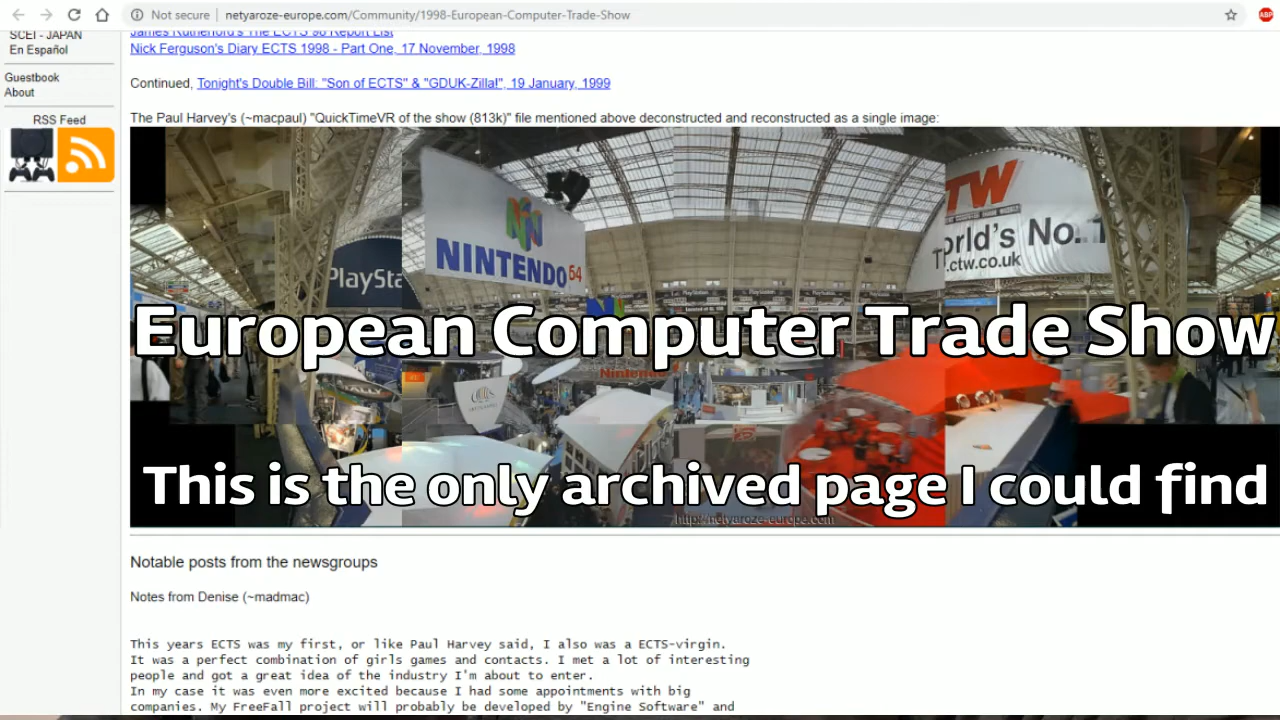 Not secure | netyaroze-europe.com/Community/1998-European-Computer-Trade-Show
ABP
SCEI - JAPAN
En Español
Guestbook
About
RSS Feed
James Rutherford's The ECTS 98 Report List
Nick Ferguson's Diary ECTS 1998 - Part One, 17 November, 1998
Continued, Tonight's Double Bill: "Son of ECTS" & "GDUK-Zilla!", 19 January, 1999
The Paul Harvey's (~macpaul) "QuickTimeVR of the show (813k)" file mentioned above deconstructed and reconstructed as a single image:
PlaySta
NINTENDO 64
TW
orld's No. 1
.ctw.co.uk
European Computer Trade Show
Nintendo
This is the only archived page I could find
http://netyaroze-europe.com
Notable posts from the newsgroups
Notes from Denise (~madmac)
This years ECTS was my first, or like Paul Harvey said, I also was a ECTS-virgin.
It was a perfect combination of girls games and contacts. I met a lot of interesting
people and got a great idea of the industry I'm about to enter.
In my case it was even more excited because I had some appointments with big
companies. My FreeFall project will probably be developed by "Engine Software" and